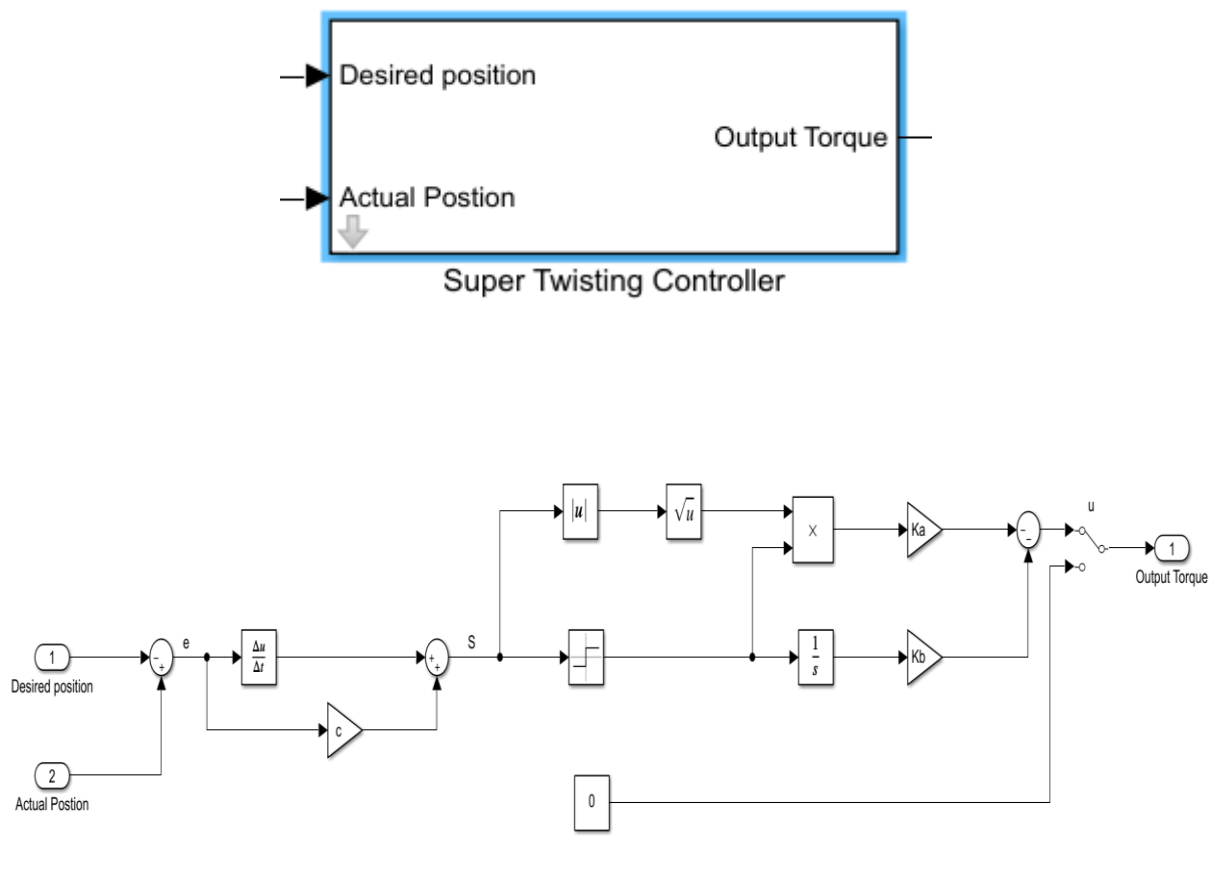 Desired position
Output Torque
Actual Postion
Super Twisting Controller
|u|
√u
×
Ka
u
1
Output Torque
1
Desired position
e
Δu
Δt
S
1
s
Kb
c
2
Actual Postion
0